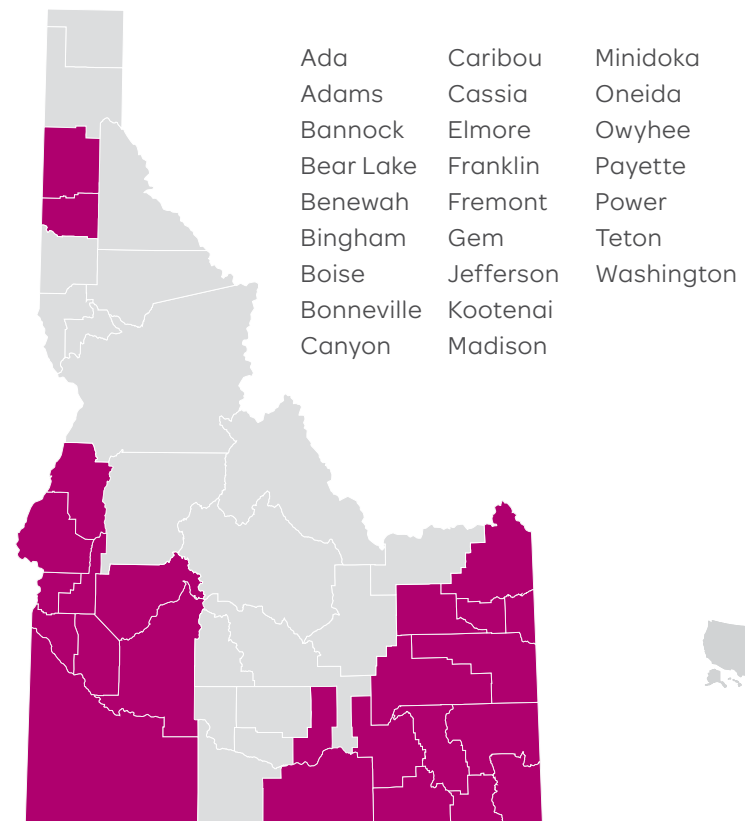 Ada
Adams
Bannock
Bear Lake
Benewah
Bingham
Boise
Bonneville
Canyon
Caribou
Cassia
Elmore
Franklin
Fremont
Gem
Jefferson
Kootenai
Madison
Minidoka
Oneida
Owyhee
Payette
Power
Teton
Washington